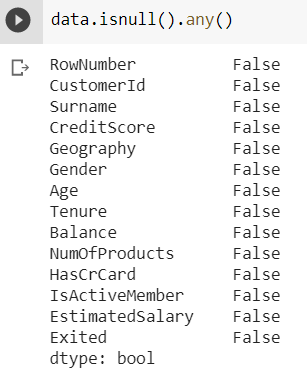 data.isnull().any()
RowNumber False
CustomerId False
Surname False
CreditScore False
Geography False
Gender False
Age False
Tenure False
Balance False
NumOfProducts False
HasCrCard False
IsActiveMember False
EstimatedSalary False
Exited False
dtype: bool